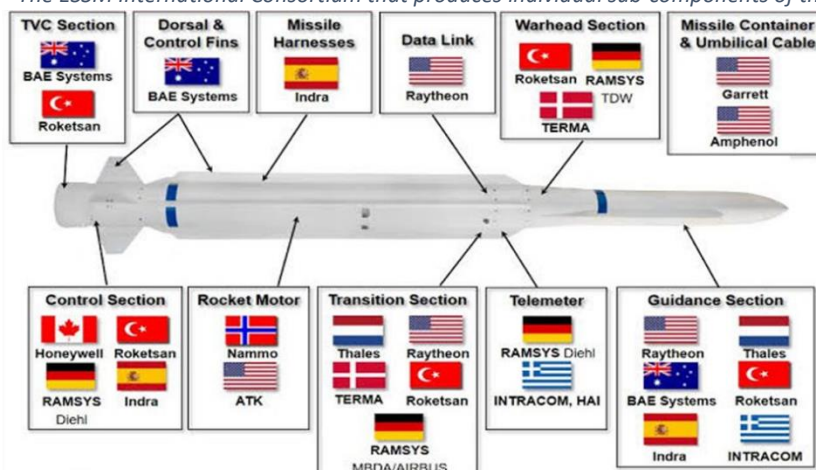 The ESSM International Consortium that produces individual sub-components of th
TVC Section
BAE Systems
Roketsan
Dorsal &
Control Fins
BAE Systems
Missile
Harnesses
Indra
Data Link
Raytheon
Warhead Section
Roketsan RAMSYS
TDW
TERMA
Missile Container
& Umbilical Cable
Garrett
Amphenol
Control Section
Honeywell Roketsan
RAMSYS Indra
Diehl
Rocket Motor
Nammo
ATK
Transition Section
Thales Raytheon
TERMA Roketsan
RAMSYS
MBDA/AIRBUS
Telemeter
RAMSYS Diehl
INTRACOM, HAI
Guidance Section
Raytheon Thales
BAE Systems Roketsan
Indra INTRACOM